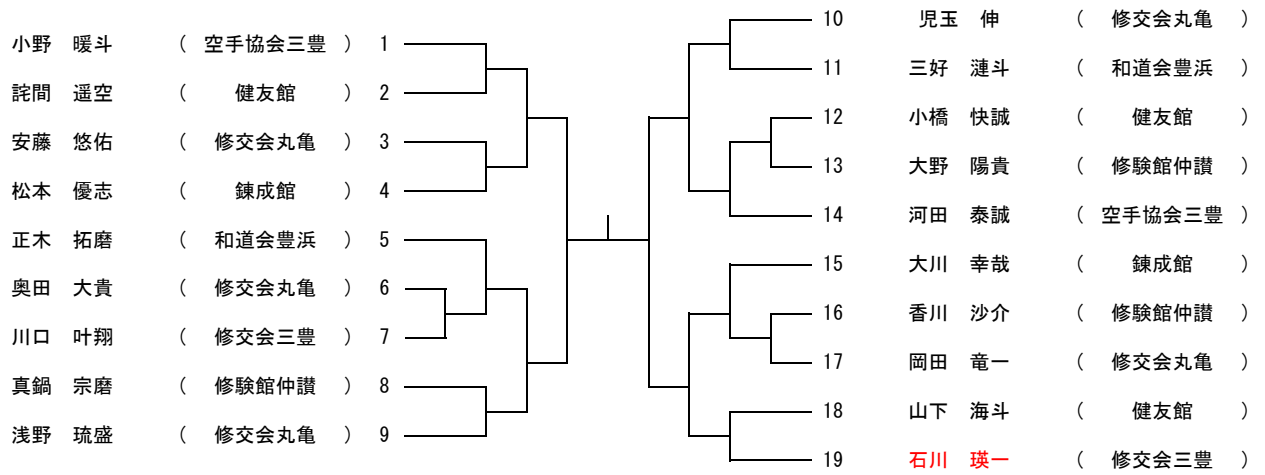 小野　暖斗　（　空手協会三豊　）　1
詫間　遥空　（　健友館　）　2
安藤　悠佑　（　修交会丸亀　）　3
松本　優志　（　錬成館　）　4
正木　拓磨　（　和道会豊浜　）　5
奥田　大貴　（　修交会丸亀　）　6
川口　叶翔　（　修交会三豊　）　7
真鍋　宗磨　（　修験館仲讃　）　8
浅野　琉盛　（　修交会丸亀　）　9
10　児玉　伸　（　修交会丸亀　）
11　三好　漣斗　（　和道会豊浜　）
12　小橋　快誠　（　健友館　）
13　大野　陽貴　（　修験館仲讃　）
14　河田　泰誠　（　空手協会三豊　）
15　大川　幸哉　（　錬成館　）
16　香川　沙介　（　修験館仲讃　）
17　岡田　竜一　（　修交会丸亀　）
18　山下　海斗　（　健友館　）
19　石川　瑛一　（　修交会三豊　）